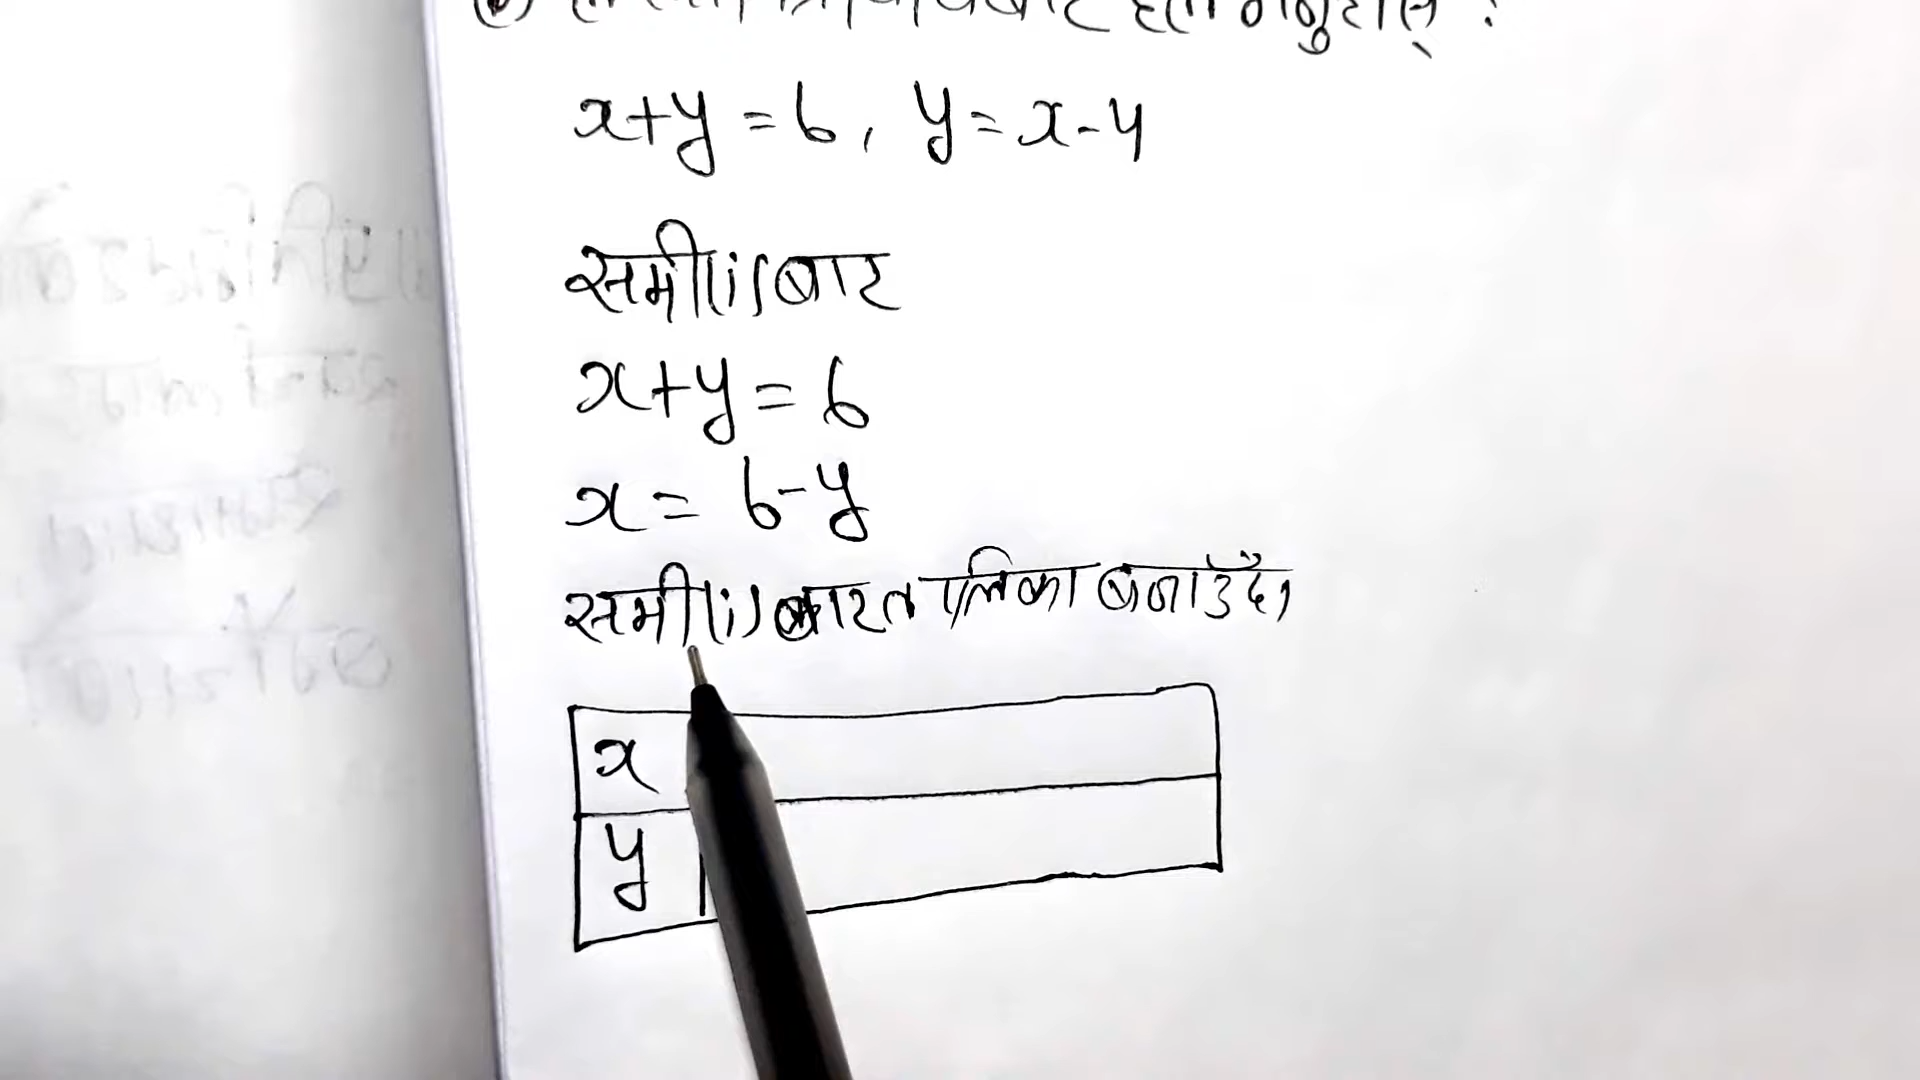 x+y = 6, y = x-4
समी(i)बाट
x+y = 6
x = 6-y
समी(i) बाट तालिका बनाउँदा,
x
y